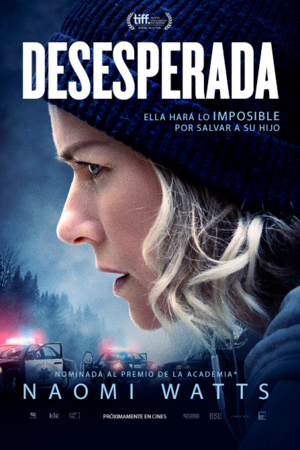 tiff
DESESPERADA
ELLA HARÁ LO IMPOSIBLE
POR SALVAR A SU HIJO
NOMINADA AL PREMIO DE LA ACADEMIA®
NAOMI WATTS
PRÓXIMAMENTE EN CINES